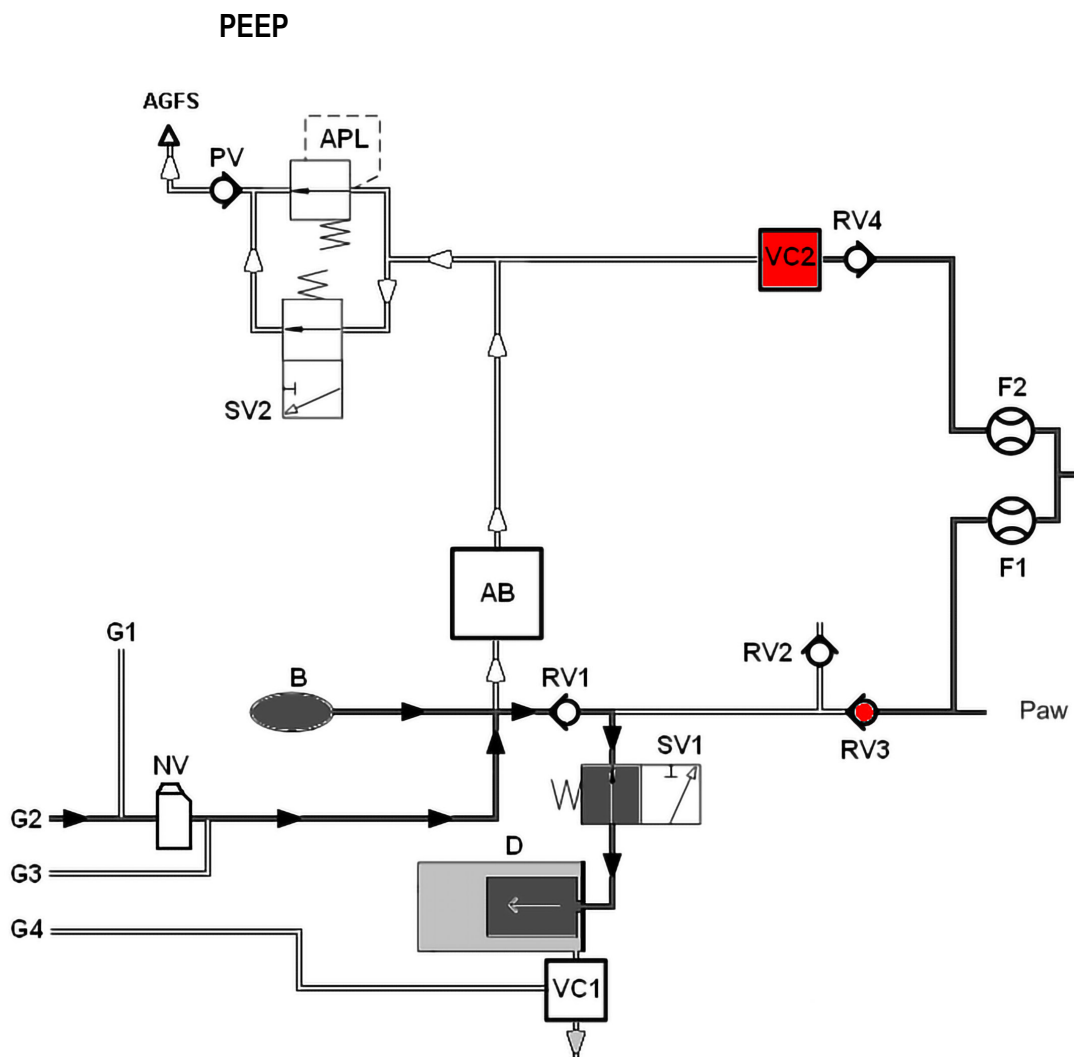 PEEP
AGFS
APL
PV
RV4
VC2
SV2
F2
F1
AB
G1
B
RV1
RV2
Paw
RV3
SV1
NV
G2
D
G3
G4
VC1